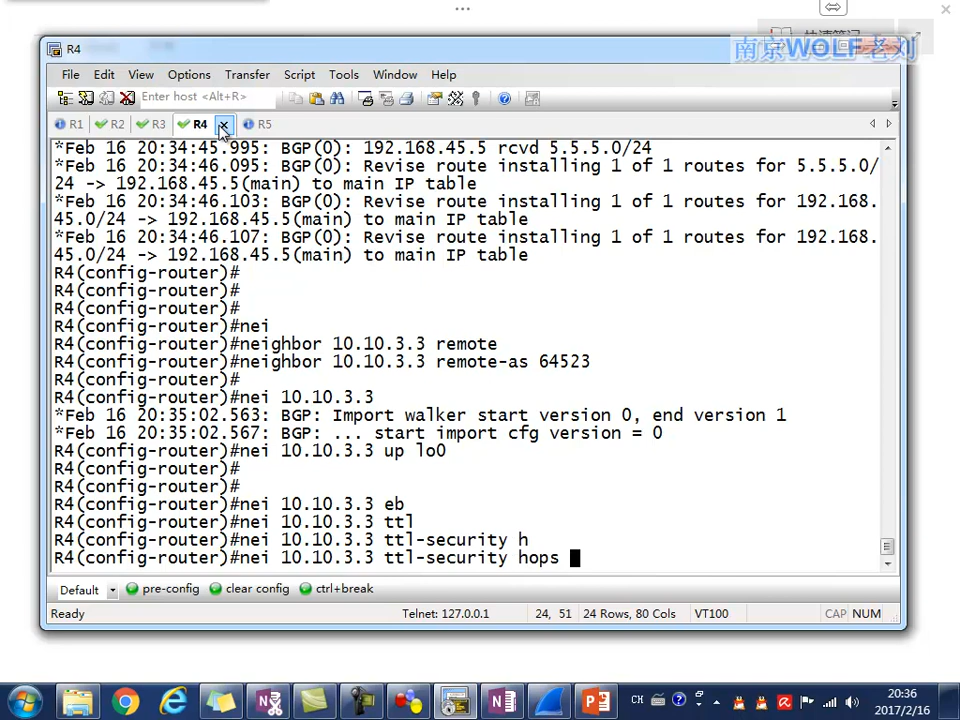 R4
南京WOLF老刘
File Edit View Options Transfer Script Tools Window Help
Enter host <Alt+R>
R1 R2 R3 R4 R5
*Feb 16 20:34:45.995: BGP(0): 192.168.45.5 rcvd 5.5.5.0/24
*Feb 16 20:34:46.095: BGP(0): Revise route installing 1 of 1 routes for 5.5.5.0/
24 -> 192.168.45.5(main) to main IP table
*Feb 16 20:34:46.103: BGP(0): Revise route installing 1 of 1 routes for 192.168.
45.0/24 -> 192.168.45.5(main) to main IP table
*Feb 16 20:34:46.107: BGP(0): Revise route installing 1 of 1 routes for 192.168.
45.0/24 -> 192.168.45.5(main) to main IP table
R4(config-router)#
R4(config-router)#
R4(config-router)#
R4(config-router)#nei
R4(config-router)#neighbor 10.10.3.3 remote
R4(config-router)#neighbor 10.10.3.3 remote-as 64523
R4(config-router)#
R4(config-router)#nei 10.10.3.3
*Feb 16 20:35:02.563: BGP: Import walker start version 0, end version 1
*Feb 16 20:35:02.567: BGP: ... start import cfg version = 0
R4(config-router)#nei 10.10.3.3 up lo0
R4(config-router)#
R4(config-router)#
R4(config-router)#nei 10.10.3.3 eb
R4(config-router)#nei 10.10.3.3 ttl
R4(config-router)#nei 10.10.3.3 ttl-security h
R4(config-router)#nei 10.10.3.3 ttl-security hops
Default pre-config clear config ctrl+break
Ready Telnet: 127.0.0.1 24, 51 24 Rows, 80 Cols VT100 CAP NUM
CH
20:36
2017/2/16